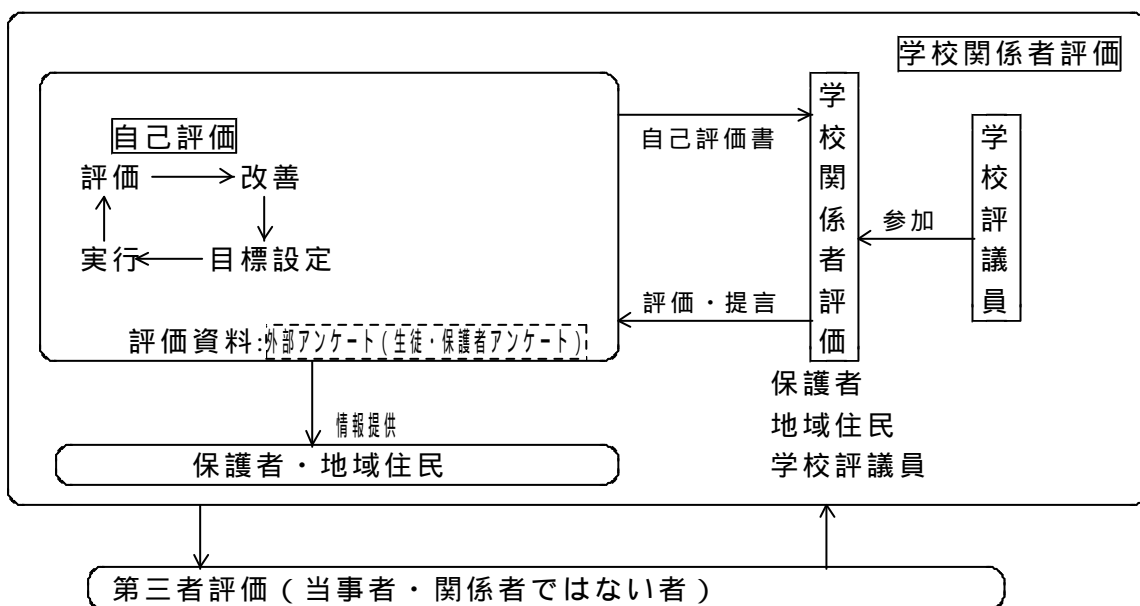 学校関係者評価
自己評価
評価
改善
実行
目標設定
評価資料:外部アンケート(生徒・保護者アンケート)
自己評価書
評価・提言
学校関係者評価
参加
学校評議員
保護者
地域住民
学校評議員
情報提供
保護者・地域住民
第三者評価(当事者・関係者ではない者)